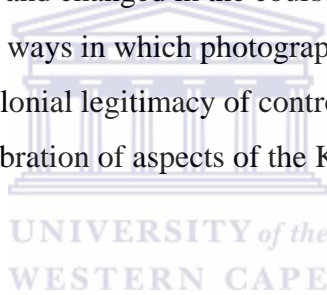 and changed in the cours
ways in which photograp
lonial legitimacy of contro
bration of aspects of the K
UNIVERSITY of the
WESTERN CAPE